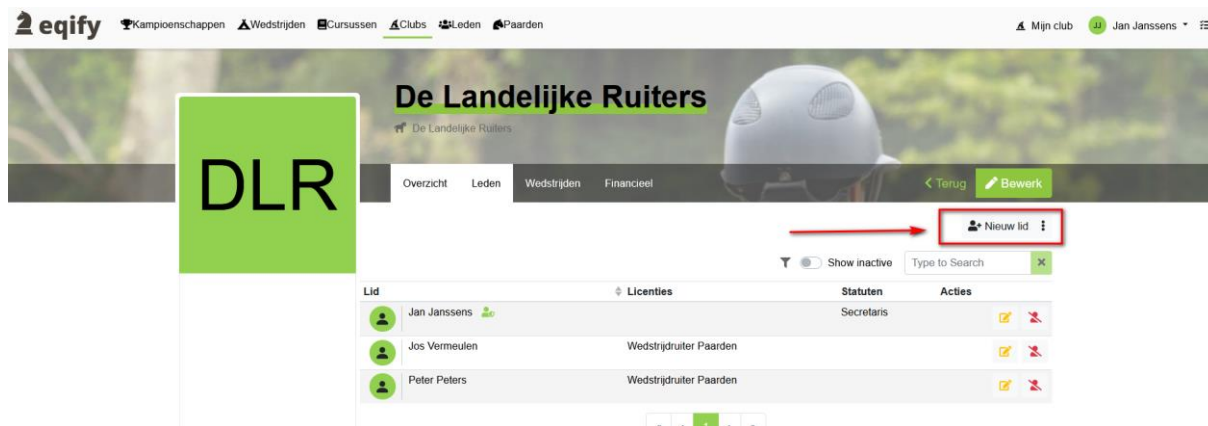 eqify Kampioenschappen Wedstrijden Cursussen Clubs Leden Paarden Mijn club JJ Jan Janssens
De Landelijke Ruiters
De Landelijke Ruiters
DLR
Overzicht Leden Wedstrijden Financieel Terug Bewerk
Nieuw lid
Show inactive Type to Search
Lid Licenties Statuten Acties
Jan Janssens Secretaris
Jos Vermeulen Wedstrijdruiter Paarden
Peter Peters Wedstrijdruiter Paarden